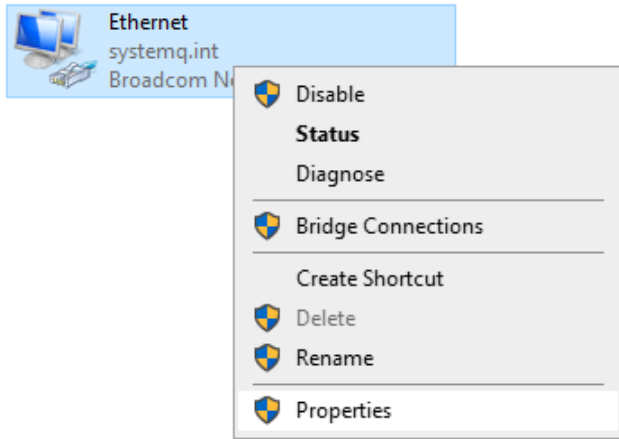 Ethernet
systemq.int
Broadcom
Disable
Status
Diagnose
Bridge Connections
Create Shortcut
Delete
Rename
Properties